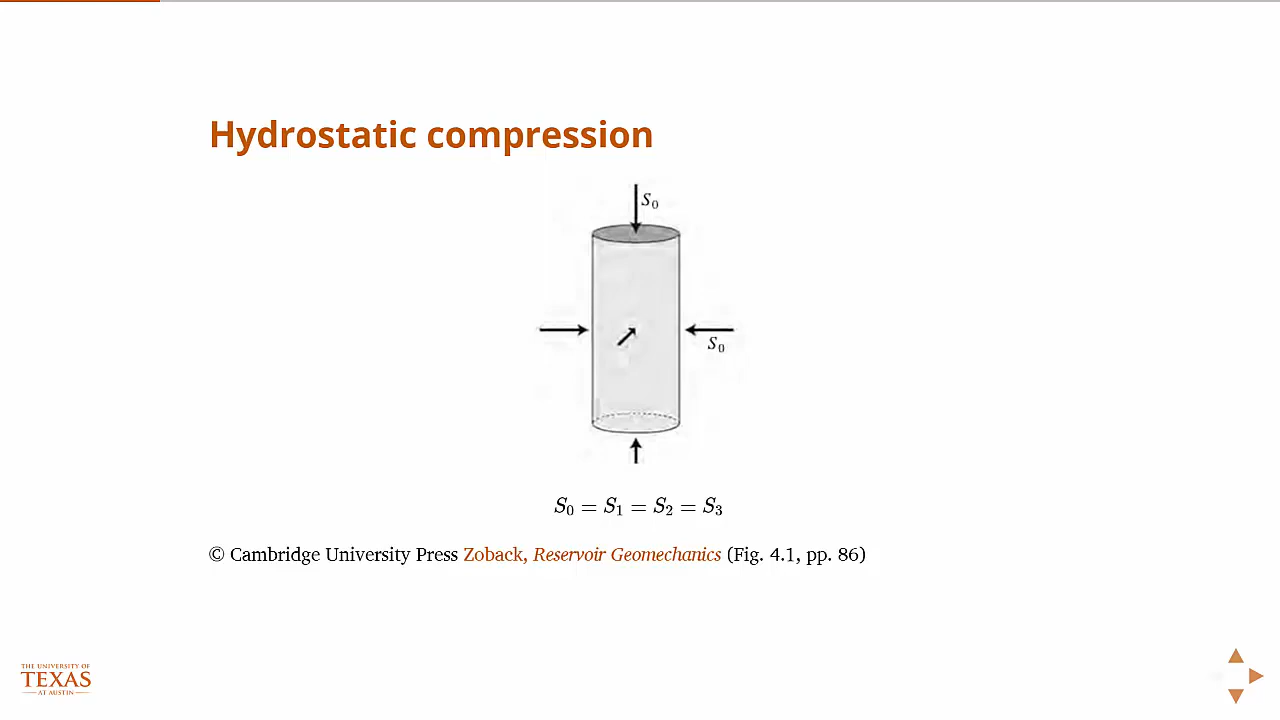 Hydrostatic compression
S₀
S₀
S₀ = S₁ = S₂ = S₃
© Cambridge University Press Zoback, Reservoir Geomechanics (Fig. 4.1, pp. 86)
THE UNIVERSITY OF
TEXAS
AT AUSTIN